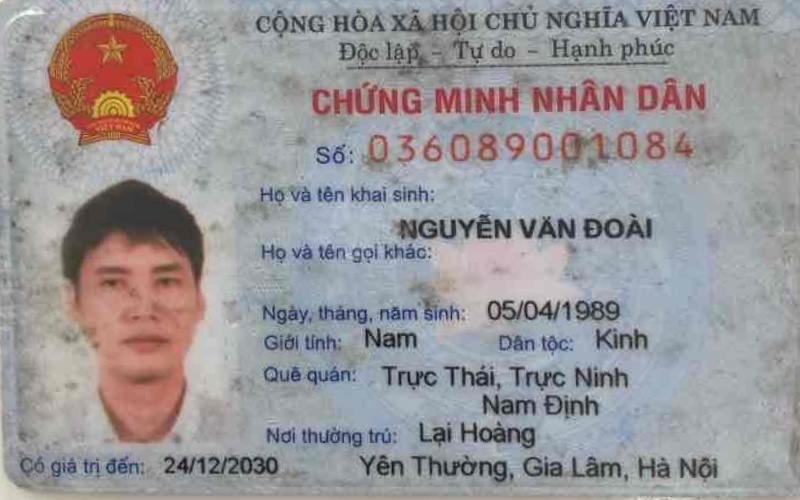 CỘNG HÒA XÃ HỘI CHỦ NGHĨA VIỆT NAM
Độc lập - Tự do - Hạnh phúc
CHỨNG MINH NHÂN DÂN
Số: 036089001084
Họ và tên khai sinh:
NGUYỄN VĂN ĐOÀI
Họ và tên gọi khác:
Ngày, tháng, năm sinh: 05/04/1989
Giới tính: Nam Dân tộc: Kinh
Quê quán: Trực Thái, Trực Ninh
Nam Định
Nơi thường trú: Lại Hoàng
Có giá trị đến: 24/12/2030 Yên Thường, Gia Lâm, Hà Nội
VIỆT NAM